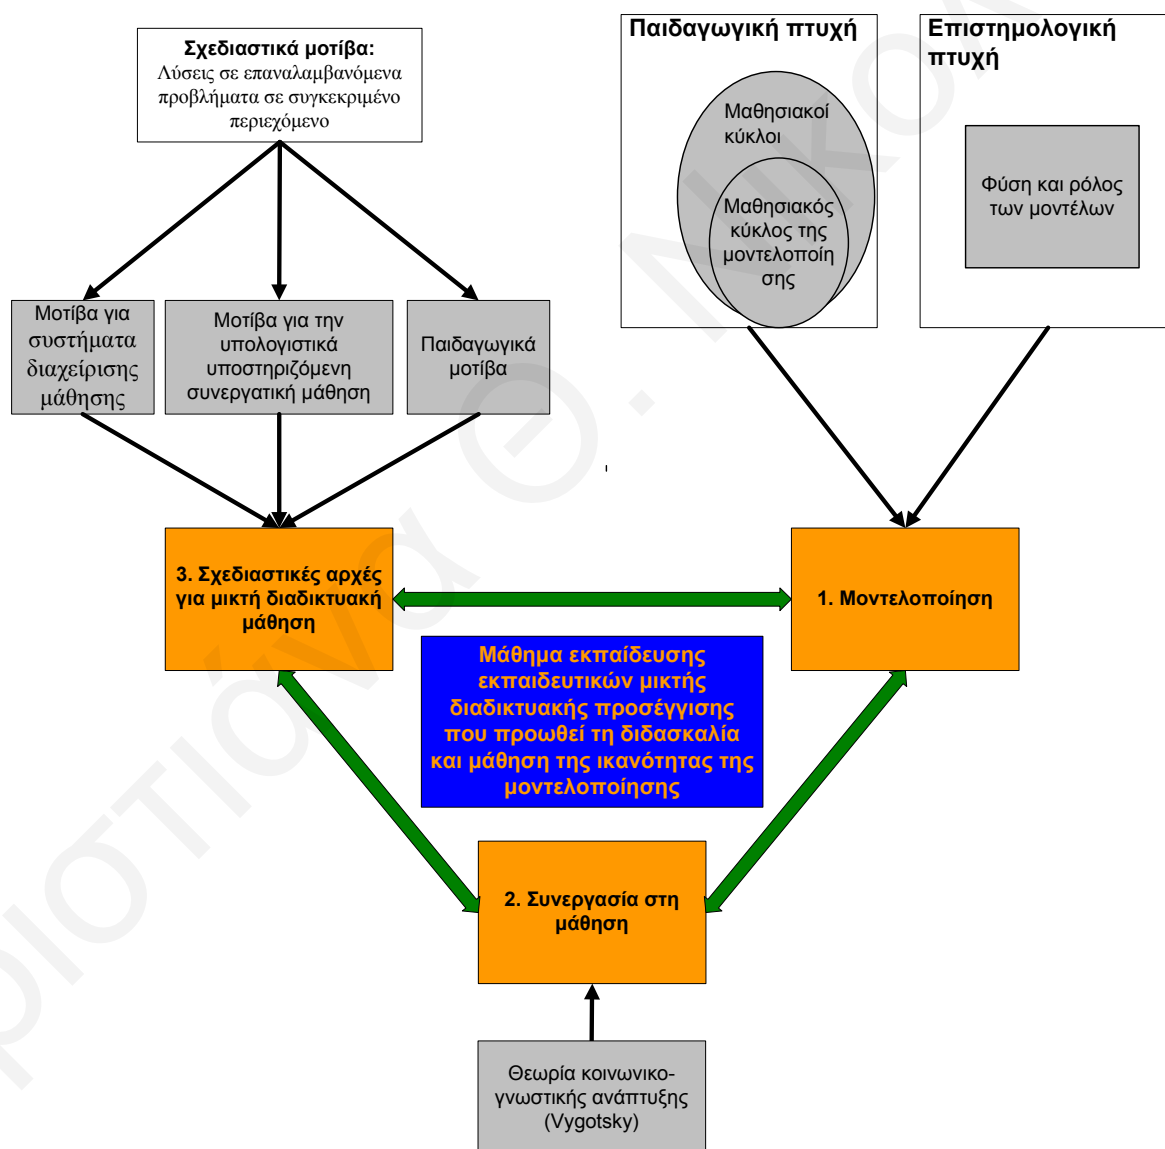 Σχεδιαστικά μοτίβα:
Λύσεις σε επαναλαμβανόμενα
προβλήματα σε συγκεκριμένο
περιεχόμενο
Παιδαγωγική πτυχή
Επιστημολογική
πτυχή
Μαθησιακοί
κύκλοι
Μαθησιακός
κύκλος της
μοντελοποίη
σης
Φύση και ρόλος
των μοντέλων
Μοτίβα για
συστήματα
διαχείρισης
μάθησης
Μοτίβα για την
υπολογιστικά
υποστηριζόμενη
συνεργατική μάθηση
Παιδαγωγικά
μοτίβα
3. Σχεδιαστικές αρχές
για μικτή διαδικτυακή
μάθηση
1. Μοντελοποίηση
Μάθημα εκπαίδευσης
εκπαιδευτικών μικτής
διαδικτυακής προσέγγισης
που προωθεί τη διδασκαλία
και μάθηση της ικανότητας της
μοντελοποίησης
2. Συνεργασία στη
μάθηση
Θεωρία κοινωνικο-
γνωστικής ανάπτυξης
(Vygotsky)